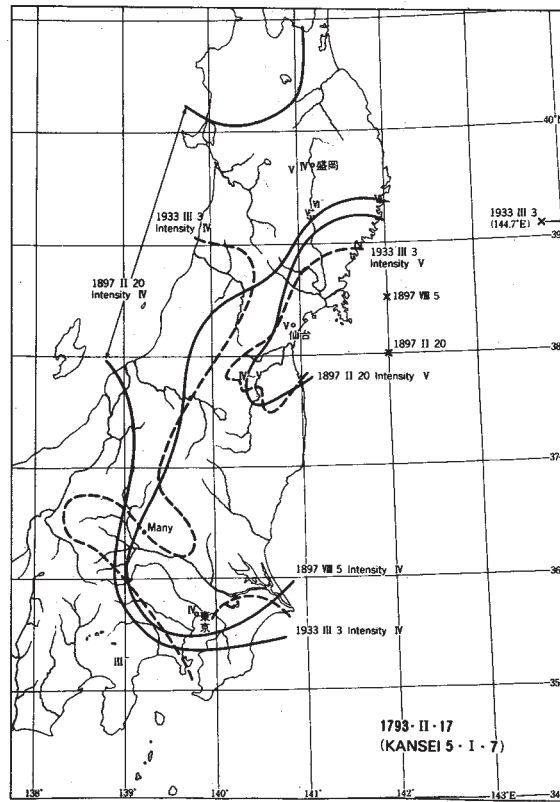 40°N
V IV 盛岡
VI
V
1933 III 3
Intensity IV
1933 III 3
(144.7°E)
39
1933 III 3
Intensity V
1897 II 20
Intensity IV
1897 VIII 5
V
仙台
1897 II 20
38
IV V
1897 II 20 Intensity V
37
Many
36
1897 VIII 5 Intensity IV
IV
東京
1933 III 3 Intensity IV
III
35
1793·II·17
(KANSEI 5·I·7)
138°
139°
140°
141°
142°
143°E
34